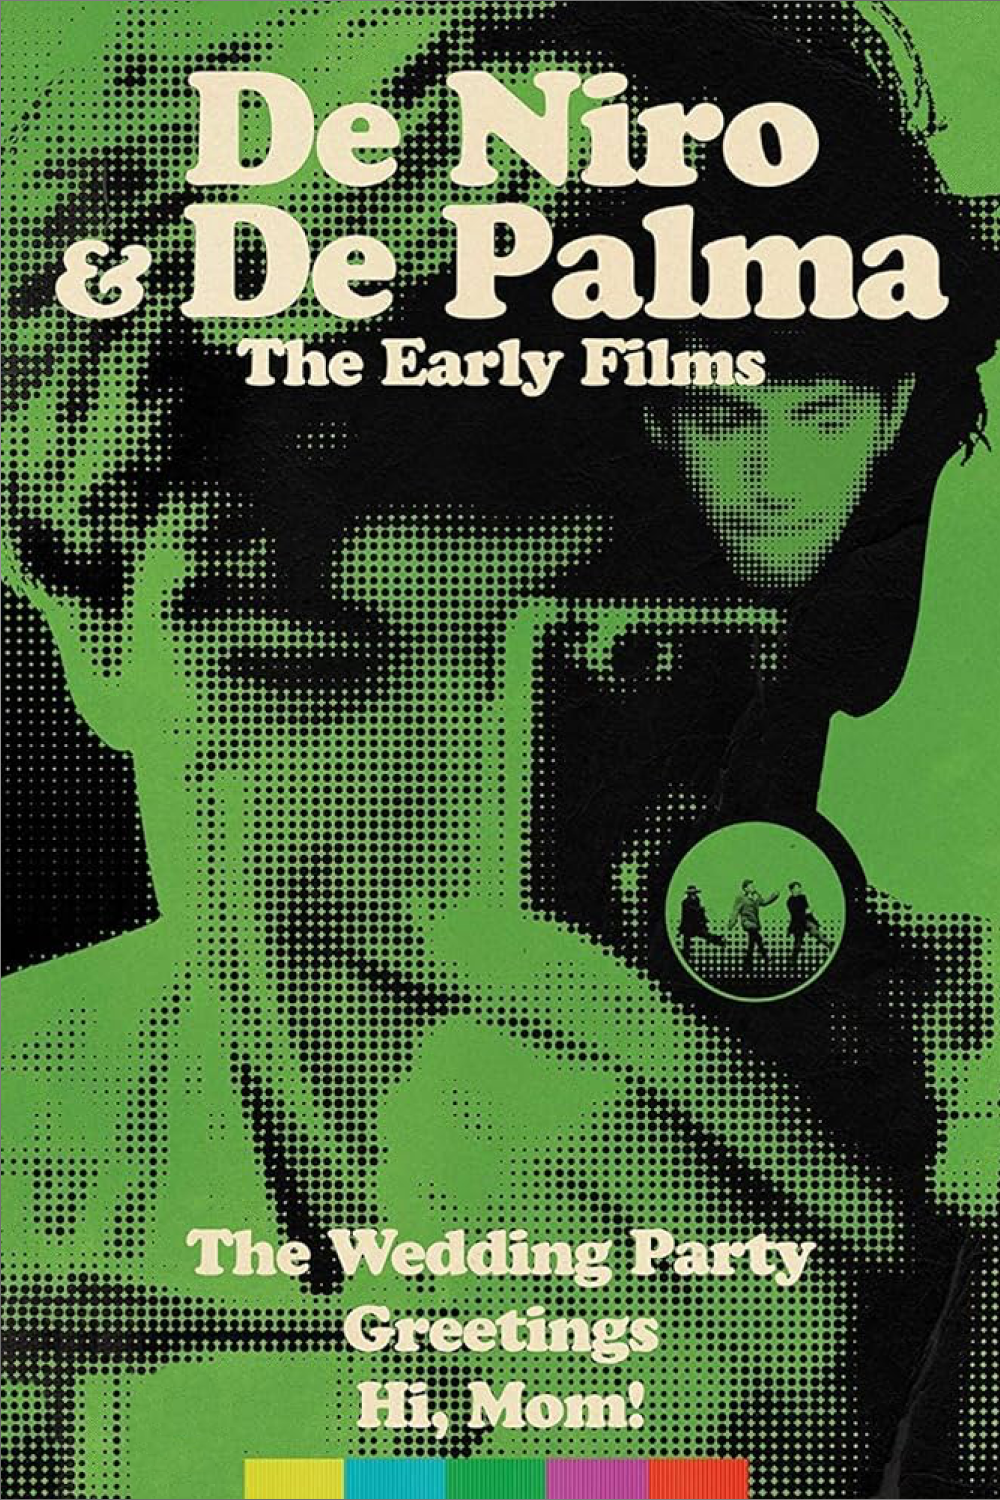 De Niro
& De Palma
The Early Films
The Wedding Party
Greetings
Hi, Mom!